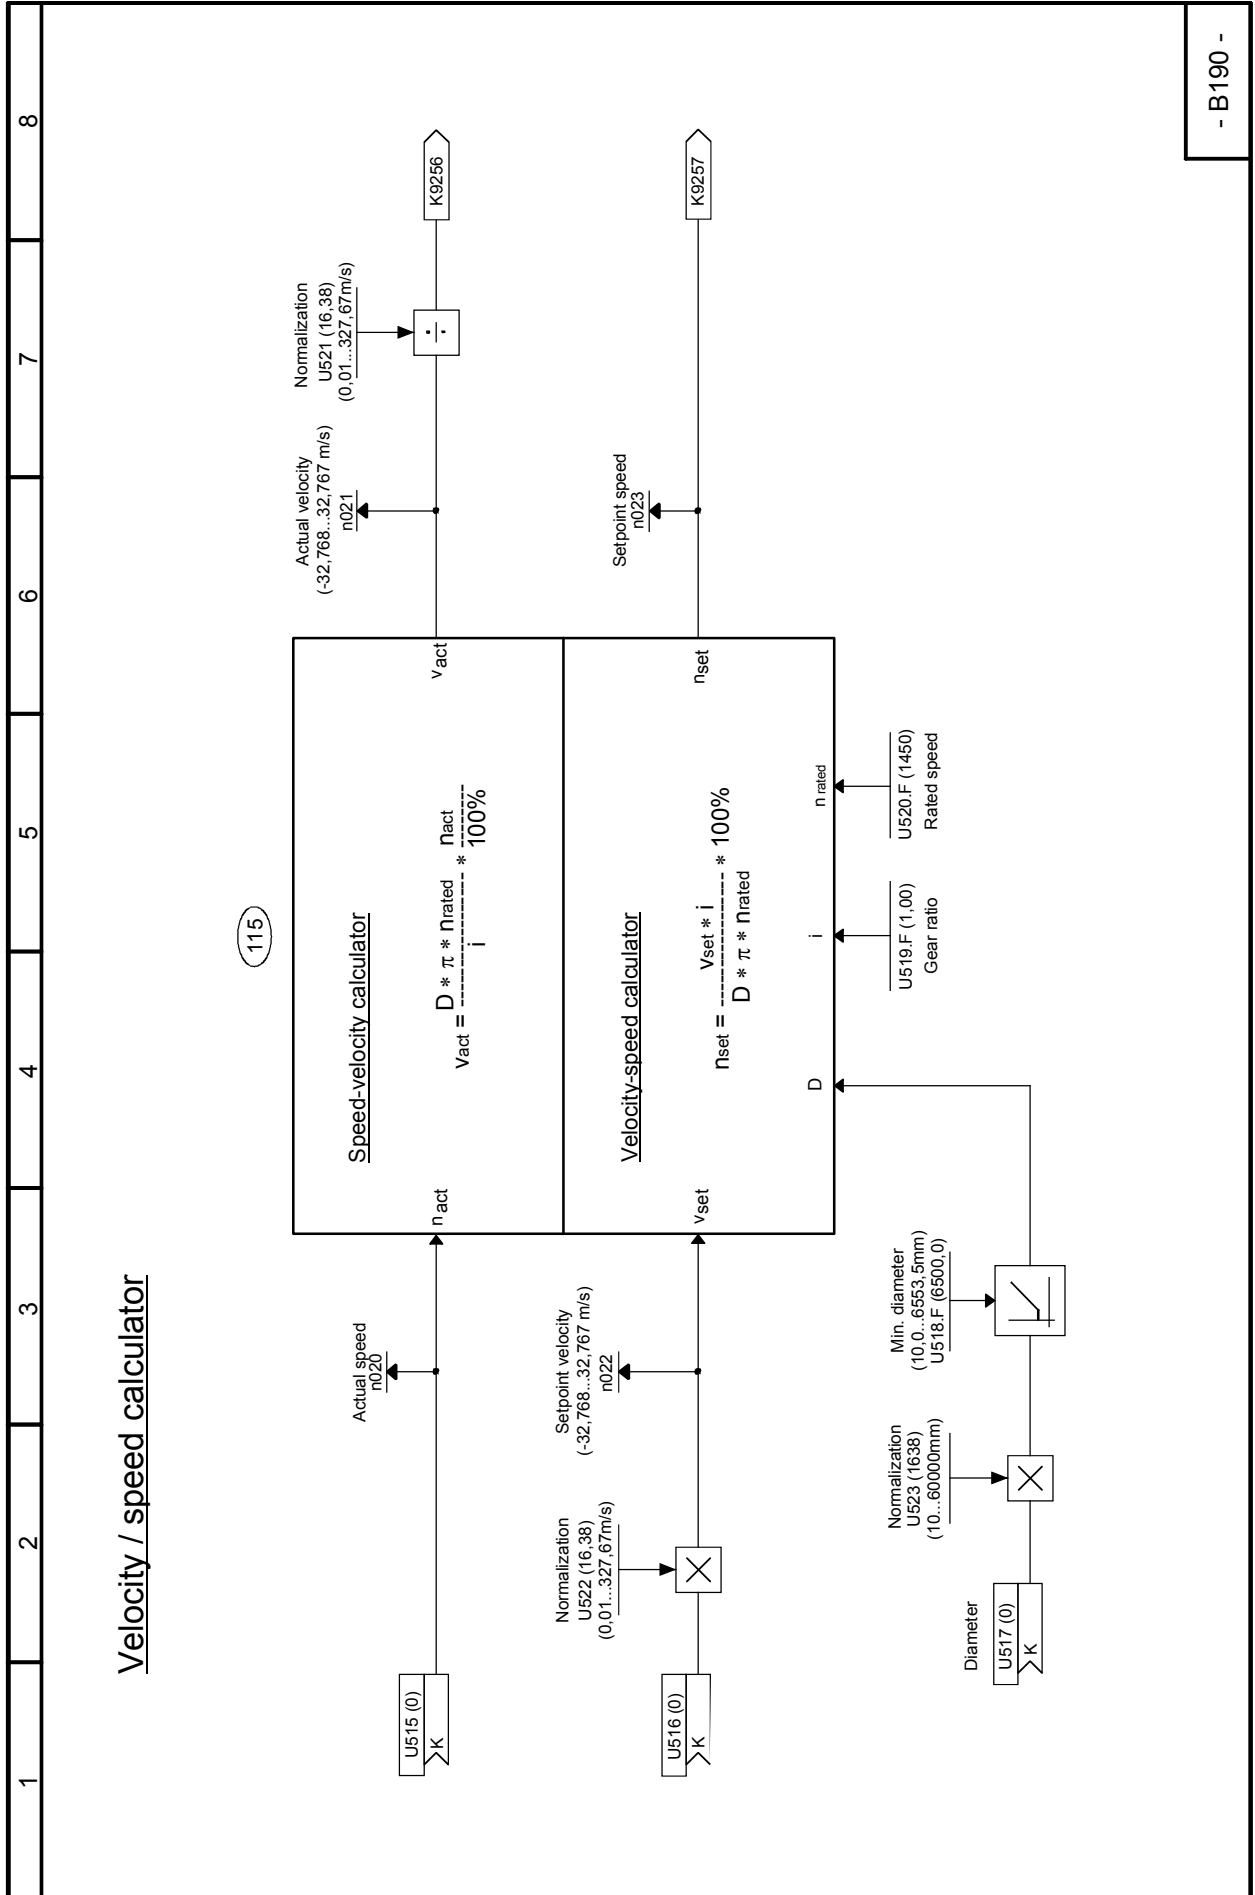 1 2 3 4 5 6 7 8
Velocity / speed calculator
115
U515 (0)
K
Actual speed
n020
n act
Speed-velocity calculator
D * π * nrated nact
vact = ---------------------- * ----------
i 100%
vact
Actual velocity
(-32,768...32,767 m/s)
n021
Normalization
U521 (16,38)
(0,01...327,67m/s)
K9256
U516 (0)
K
Normalization
U522 (16,38)
(0,01...327,67m/s)
Setpoint velocity
(-32,768...32,767 m/s)
n022
vset
Velocity-speed calculator
vset * i
nset = ---------------------- * 100%
D * π * nrated
nset
Setpoint speed
n023
K9257
D
i
n rated
Diameter
U517 (0)
K
Normalization
U523 (1638)
(10...60000mm)
Min. diameter
(10,0...6553,5mm)
U518.F (6500,0)
U519.F (1,00)
Gear ratio
U520.F (1450)
Rated speed
- B190 -